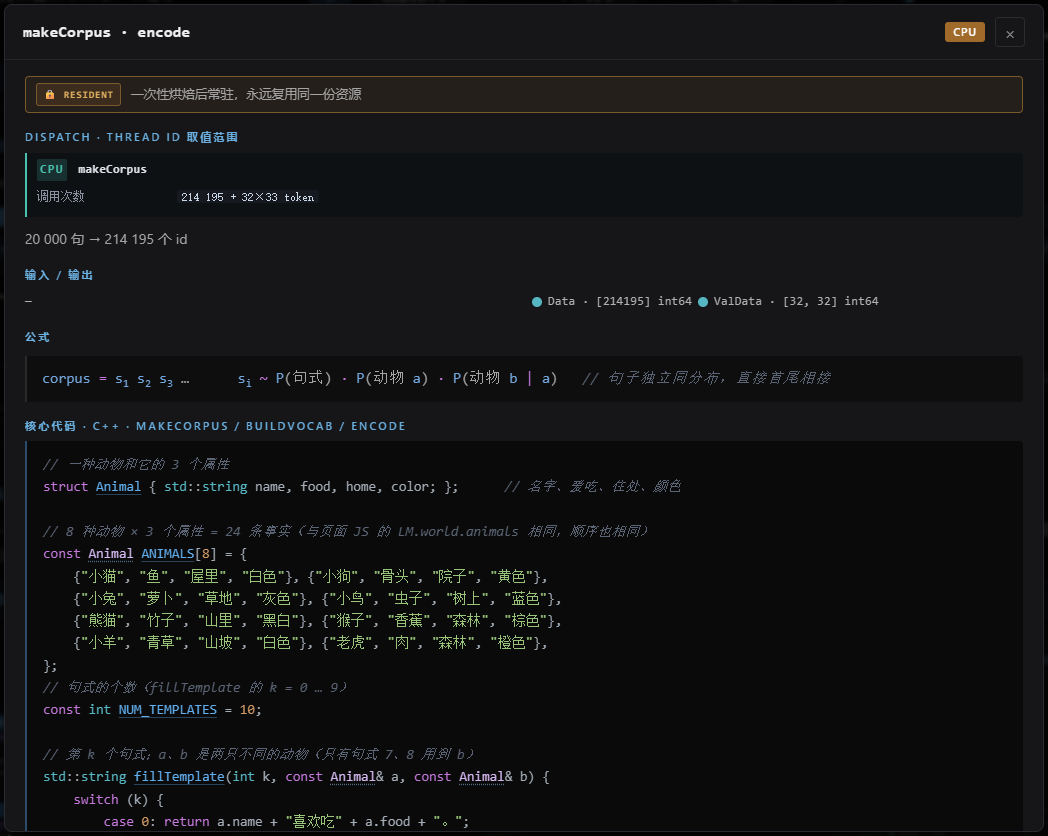 makeCorpus · encode
CPU
×
RESIDENT 一次性烘焙后常驻，永远复用同一份资源
DISPATCH · THREAD ID 取值范围
CPU makeCorpus
调用次数 214 195 + 32×33 token
20 000 句 → 214 195 个 id
输入 / 输出
— Data · [214195] int64 ValData · [32, 32] int64
公式
corpus = s₁ s₂ s₃ … sᵢ ~ P(句式) · P(动物 a) · P(动物 b | a) // 句子独立同分布，直接首尾相接
核心代码 · C++ · MAKECORPUS / BUILDVOCAB / ENCODE
// 一种动物和它的 3 个属性
struct Animal { std::string name, food, home, color; }; // 名字、爱吃、住处、颜色
// 8 种动物 × 3 个属性 = 24 条事实（与页面 JS 的 LM.world.animals 相同，顺序也相同）
const Animal ANIMALS[8] = {
{"小猫", "鱼", "屋里", "白色"}, {"小狗", "骨头", "院子", "黄色"},
{"小兔", "萝卜", "草地", "灰色"}, {"小鸟", "虫子", "树上", "蓝色"},
{"熊猫", "竹子", "山里", "黑白"}, {"猴子", "香蕉", "森林", "棕色"},
{"小羊", "青草", "山坡", "白色"}, {"老虎", "肉", "森林", "橙色"},
};
// 句式的个数（fillTemplate 的 k = 0 … 9）
const int NUM_TEMPLATES = 10;
// 第 k 个句式；a、b 是两只不同的动物（只有句式 7、8 用到 b）
std::string fillTemplate(int k, const Animal& a, const Animal& b) {
switch (k) {
case 0: return a.name + "喜欢吃" + a.food + "。";